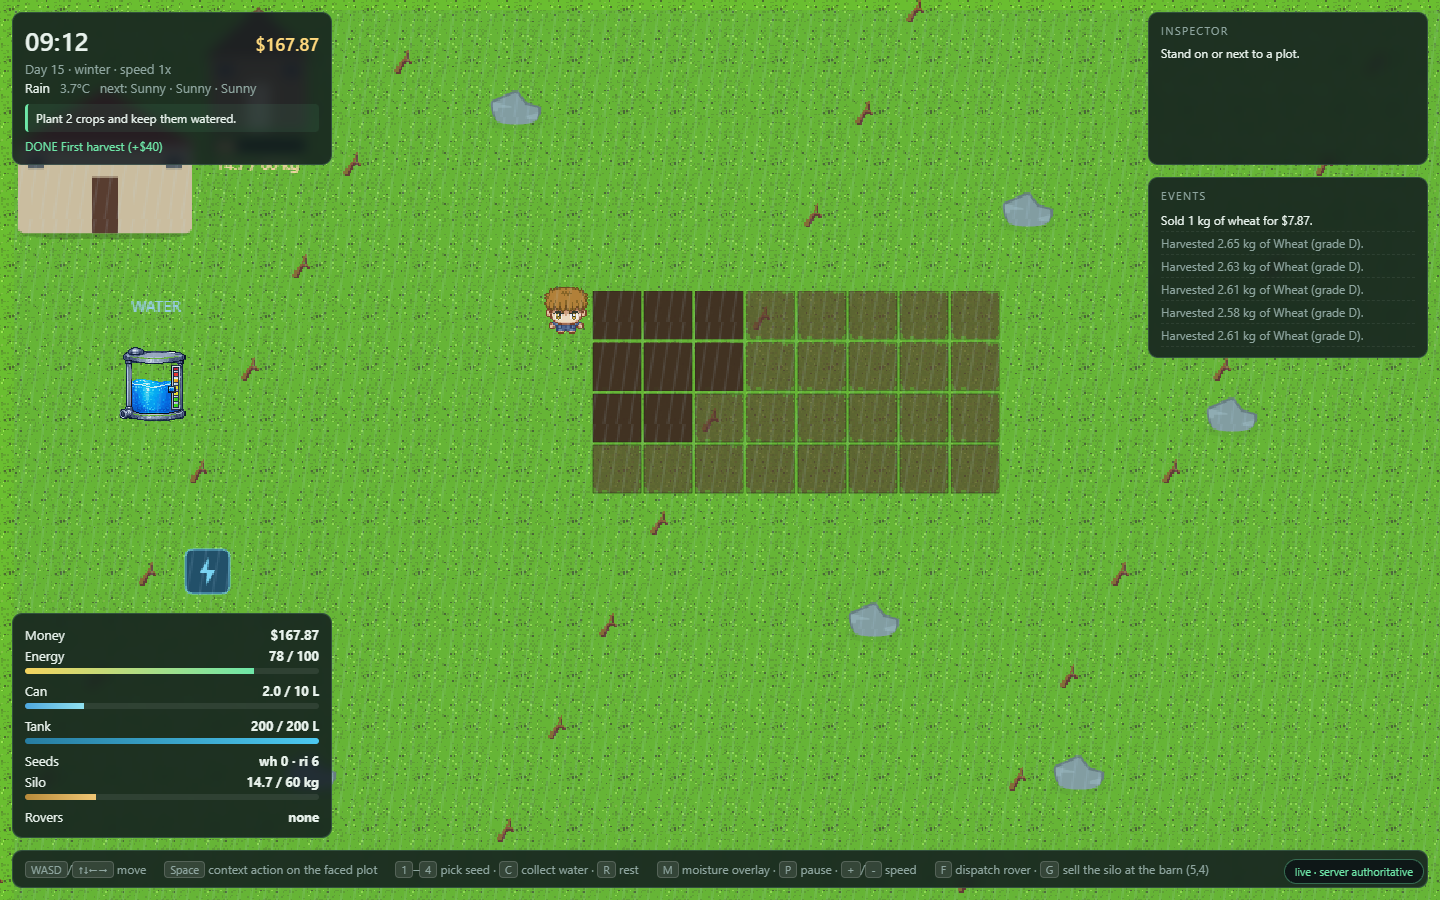 09:12
$167.87
Day 15 · winter · speed 1x
Rain 3.7°C next: Sunny · Sunny · Sunny
Plant 2 crops and keep them watered.
DONE First harvest (+$40)
INSPECTOR
Stand on or next to a plot.
EVENTS
Sold 1 kg of wheat for $7.87.
Harvested 2.65 kg of Wheat (grade D).
Harvested 2.63 kg of Wheat (grade D).
Harvested 2.61 kg of Wheat (grade D).
Harvested 2.58 kg of Wheat (grade D).
Harvested 2.61 kg of Wheat (grade D).
WATER
Money $167.87
Energy 78 / 100
Can 2.0 / 10 L
Tank 200 / 200 L
Seeds wh 0 · ri 6
Silo 14.7 / 60 kg
Rovers none
WASD/↑↓←→ move Space context action on the faced plot 1–4 pick seed · C collect water · R rest M moisture overlay · P pause · +/- speed F dispatch rover · G sell the silo at the barn (5,4)
live · server authoritative